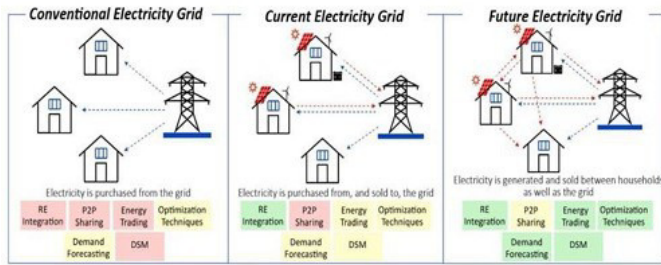 Conventional Electricity Grid
Electricity is purchased from the grid
RE
Integration
P2P
Sharing
Energy
Trading
Optimization
Techniques
Demand
Forecasting
DSM
Current Electricity Grid
Electricity is purchased from, and sold to, the grid
RE
Integration
P2P
Sharing
Energy
Trading
Optimization
Techniques
Demand
Forecasting
DSM
Future Electricity Grid
Electricity is generated and sold between households
as well as the grid
RE
Integration
P2P
Sharing
Energy
Trading
Optimization
Techniques
Demand
Forecasting
DSM